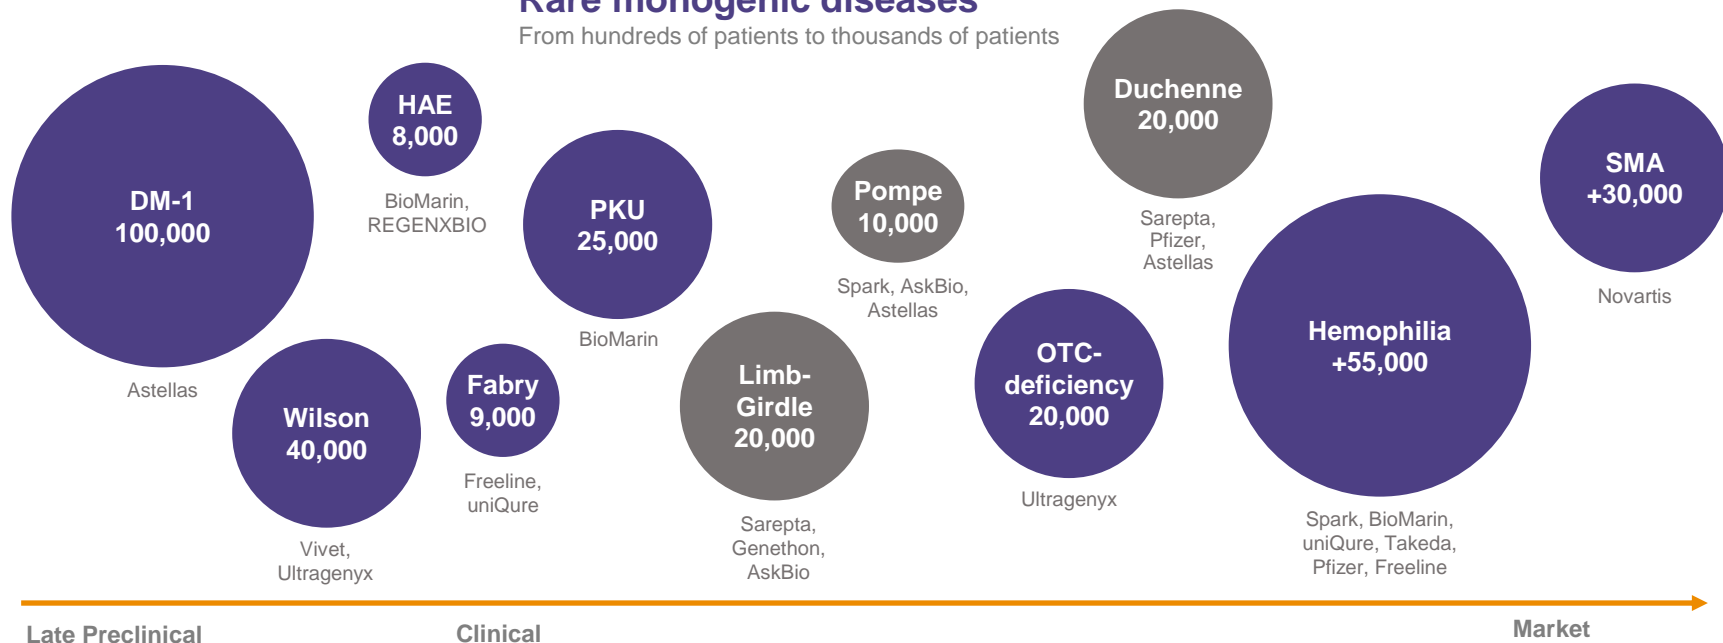 Rare monogenic diseases
From hundreds of patients to thousands of patients
DM-1
100,000
Astellas
Wilson
40,000
Vivet,
Ultragenyx
HAE
8,000
BioMarin,
REGENXBIO
Fabry
9,000
Freeline,
uniQure
PKU
25,000
BioMarin
Limb-
Girdle
20,000
Sarepta,
Genethon,
AskBio
Pompe
10,000
Spark, AskBio,
Astellas
OTC-
deficiency
20,000
Ultragenyx
Duchenne
20,000
Sarepta,
Pfizer,
Astellas
Hemophilia
+55,000
Spark, BioMarin,
uniQure, Takeda,
Pfizer, Freeline
SMA
+30,000
Novartis
Late Preclinical
Clinical
Market